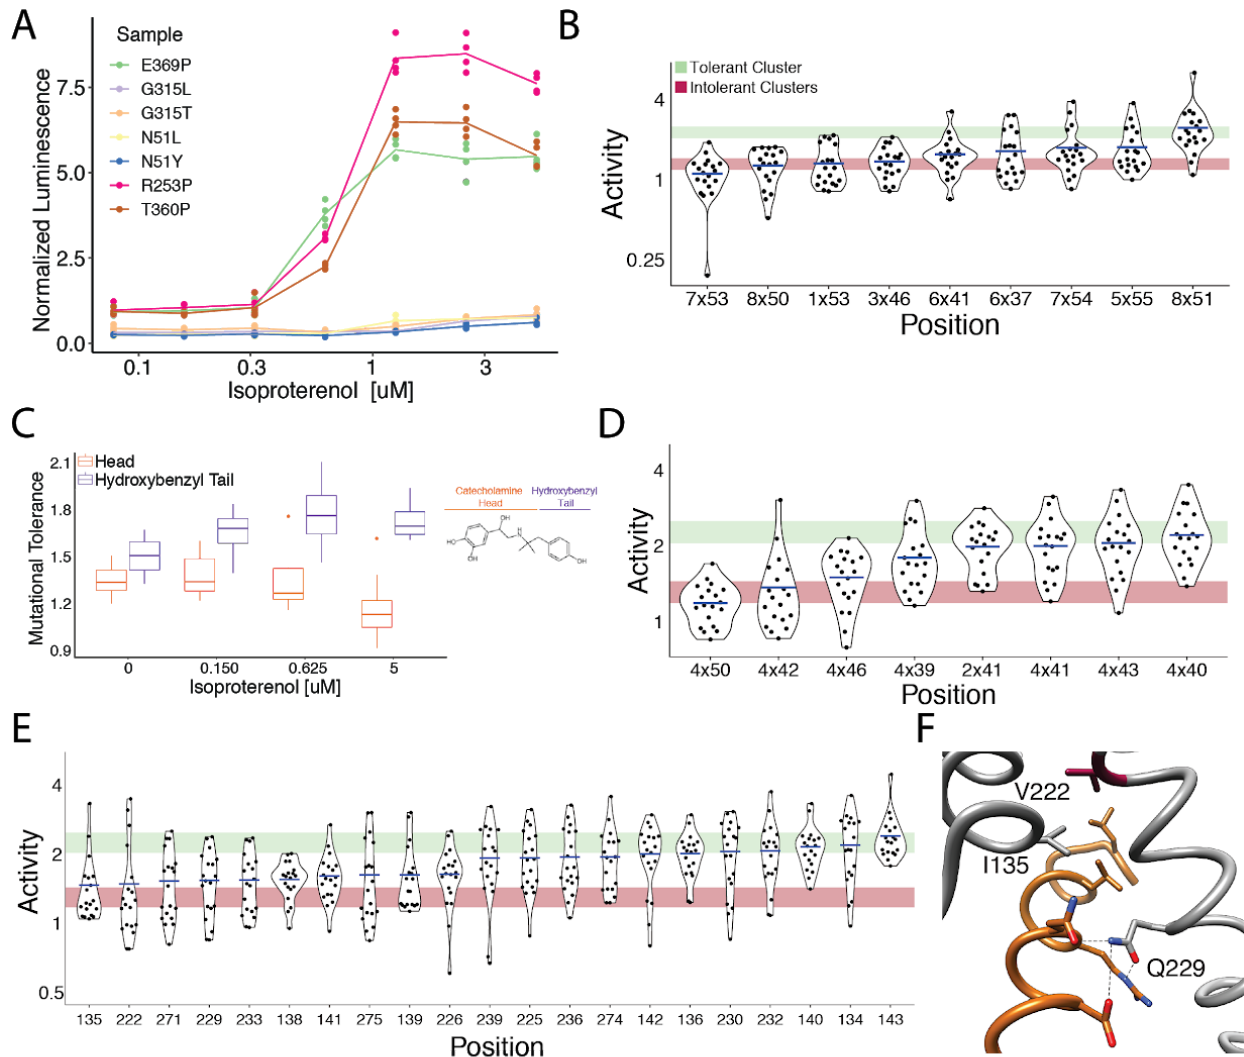 A
Sample
E369P
G315L
G315T
N51L
N51Y
R253P
T360P
Normalized Luminescence
7.5
5.0
2.5
0.0
0.1 0.3 1 3
Isoproterenol [uM]
B
Tolerant Cluster
Intolerant Clusters
Activity
4
1
0.25
7x53 8x50 1x53 3x46 6x41 6x37 7x54 5x55 8x51
Position
C
Head
Hydroxybenzyl Tail
Mutational Tolerance
2.1
1.8
1.5
1.2
0.9
0 0.150 0.625 5
Isoproterenol [uM]
Catecholamine Hydroxybenzyl
Head Tail
OH
HO
OH
H
N
OH
D
Activity
4
2
1
4x50 4x42 4x46 4x39 2x41 4x41 4x43 4x40
Position
E
Activity
4
2
1
0.5
135 222 271 229 233 138 141 275 139 226 239 225 236 274 142 136 230 232 140 134 143
Position
F
V222
I135
Q229